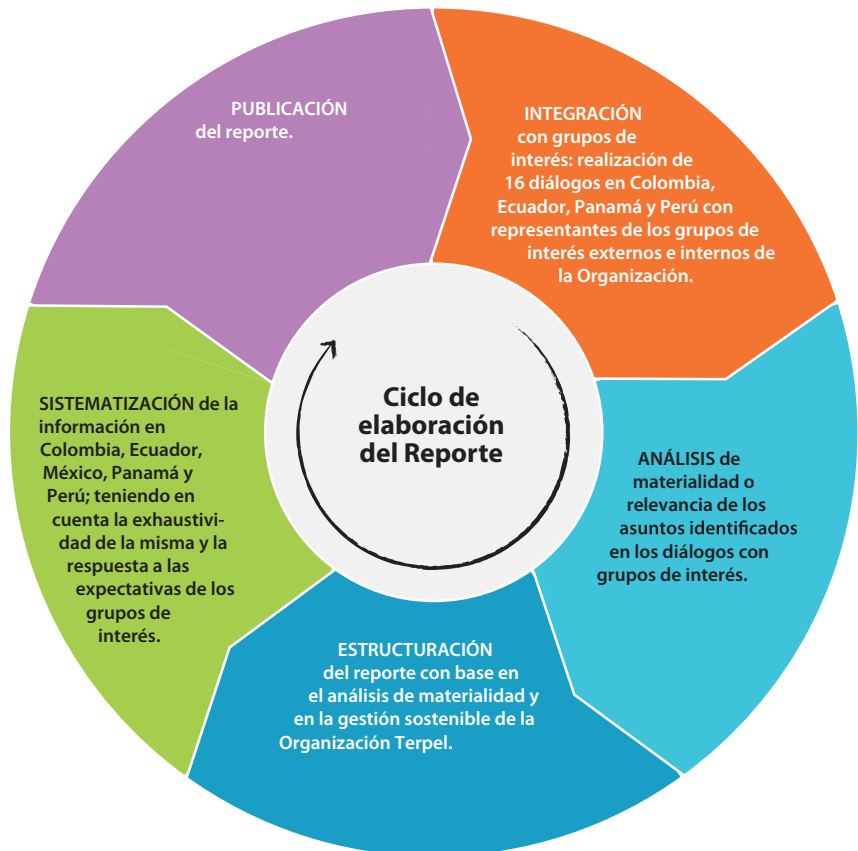 Ciclo de
elaboración
del Reporte
INTEGRACIÓN
con grupos de
interés: realización de
16 diálogos en Colombia,
Ecuador, Panamá y Perú con
representantes de los grupos de
interés externos e internos de
la Organización.
ANÁLISIS de
materialidad o
relevancia de los
asuntos identificados
en los diálogos con
grupos de interés.
ESTRUCTURACIÓN
del reporte con base en
el análisis de materialidad y
en la gestión sostenible de la
Organización Terpel.
SISTEMATIZACIÓN de la
información en
Colombia, Ecuador,
México, Panamá y
Perú; teniendo en
cuenta la exhaustivi-
dad de la misma y la
respuesta a las
expectativas de los
grupos de
interés.
PUBLICACIÓN
del reporte.